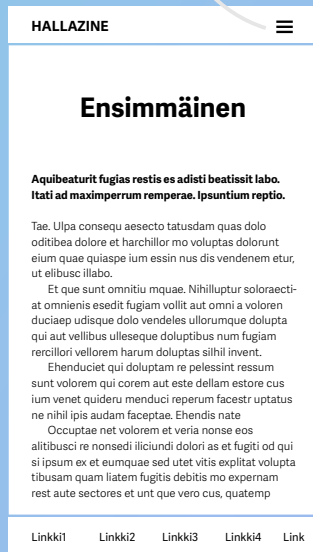 HALLAZINE
Ensimmäinen
Aquibeaturit fugias restis es adisti beatissit labo.
Itati ad maximperrum remperae. Ipsuntium reptio.
Tae. Ulpa consequ aesecto tatusdam quas dolo
oditibea dolore et harchillor mo voluptas dolorunt
eium quae quiaspe ium essin nus dis vendenem etur,
ut elibusc illabo.
Et que sunt omnitiu mquae. Nihilluptur soloraecti-
at omnienis esedit fugiam vollit aut omni a voloren
duciaep udisque dolo vendeles ullorumque dolupta
qui aut vellibus ulleseque doluptibus num fugiam
rercillori vellorem harum doluptas silhil invent.
Ehenduciet qui doluptam re pelessint ressum
sunt volorem qui corem aut este dellam estore cus
ium venet quideru menduci reperum facestr uptatus
ne nihil ipis audam faceptae. Ehendis nate
Occuptae net volorem et veria nonse eos
alitibusci re nonsedi iliciundi dolori as et fugiti od qui
si ipsum ex et eumquae sed utet vitis explitat volupta
tibusam quam liatem fugitis debitis mo expernam
rest aute sectores et unt que vero cus, quatemp
Linkki1 Linkki2 Linkki3 Linkki4 Link